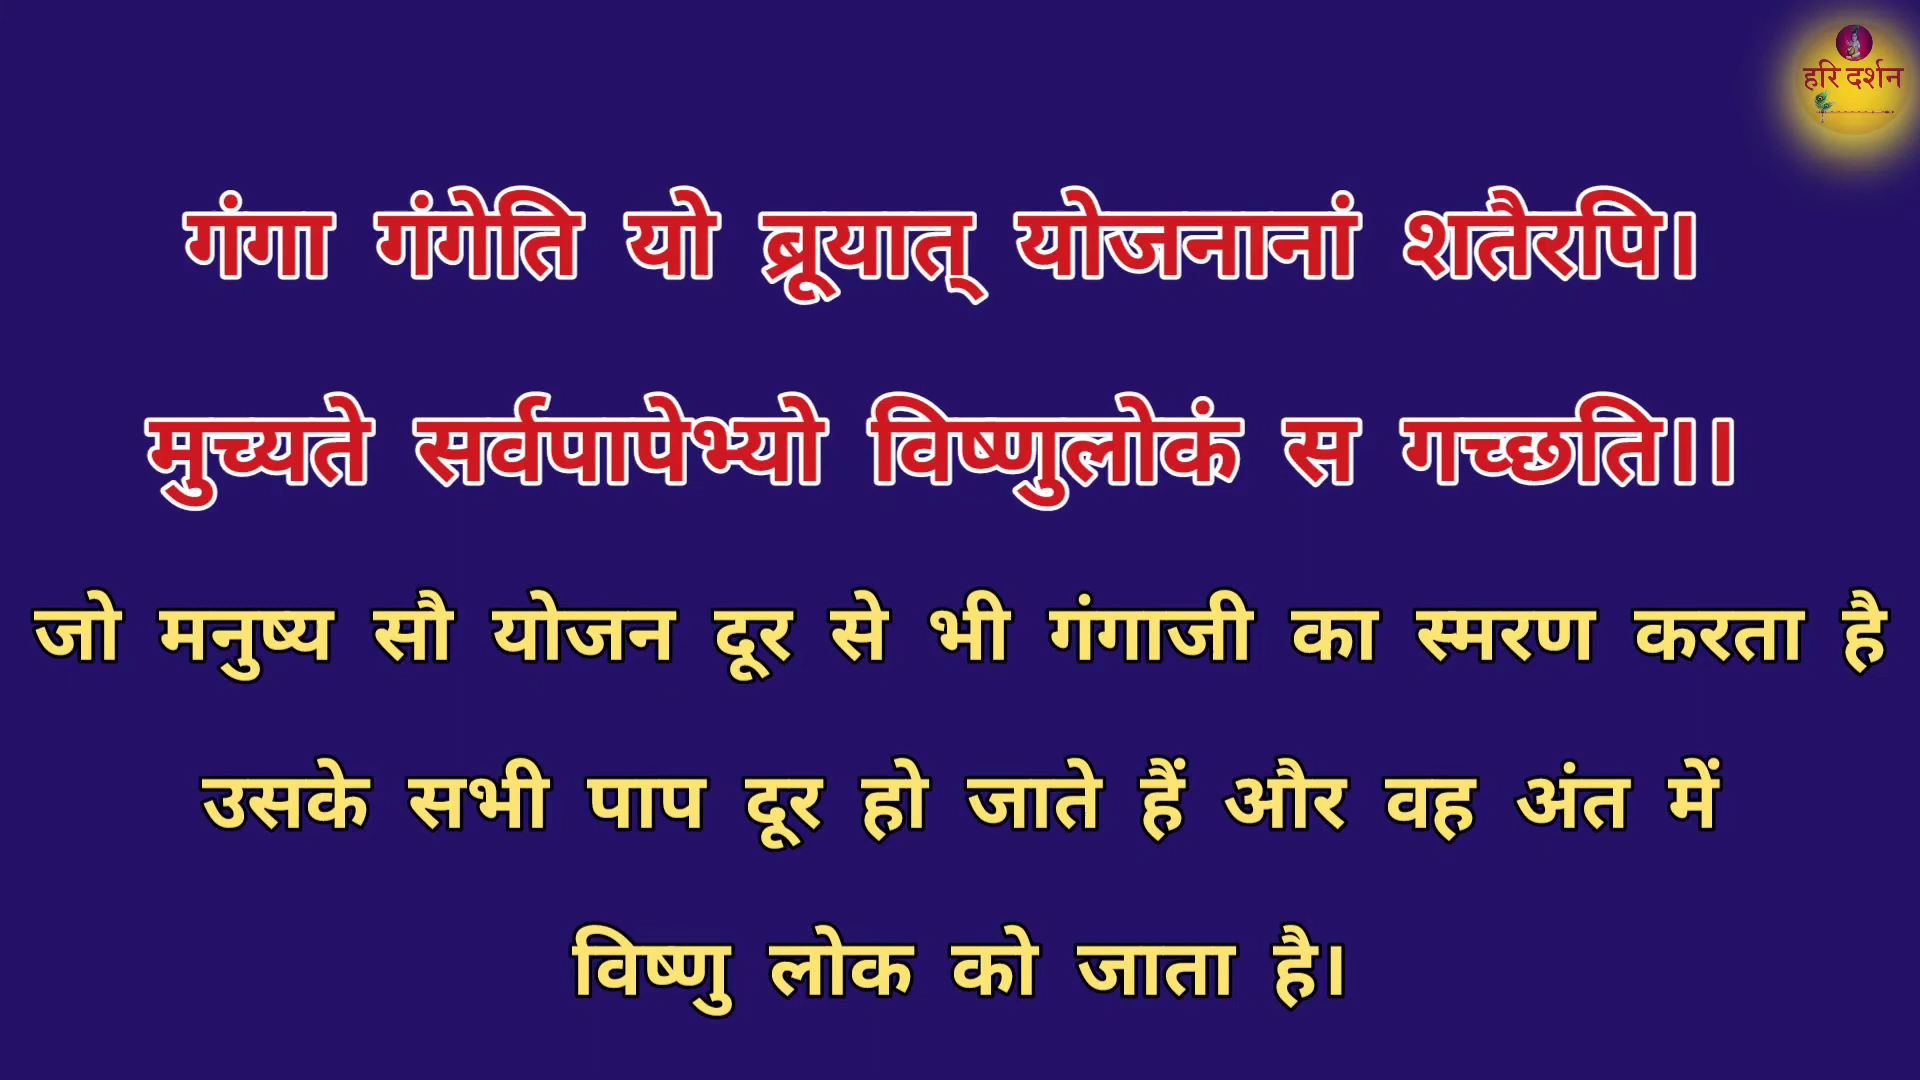 हरि दर्शन
गंगा गंगेति यो ब्रूयात् योजनानां शतैरपि।
मुच्यते सर्वपापेभ्यो विष्णुलोकं स गच्छति।।
जो मनुष्य सौ योजन दूर से भी गंगाजी का स्मरण करता है
उसके सभी पाप दूर हो जाते हैं और वह अंत में
विष्णु लोक को जाता है।